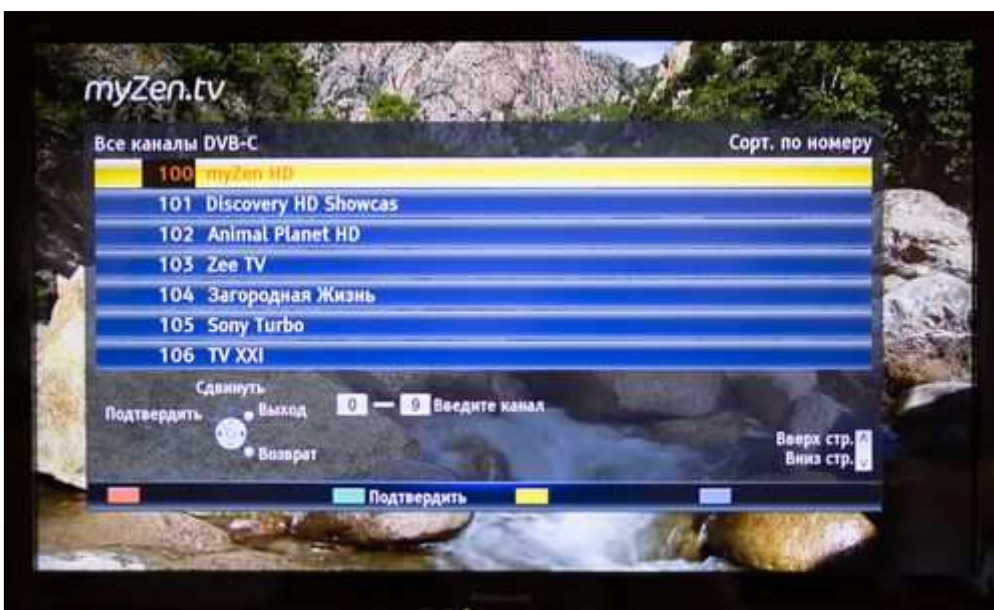 myZen.tv
Все каналы DVB-C Сорт. по номеру
100 myZen HD
101 Discovery HD Showcas
102 Animal Planet HD
103 Zee TV
104 Загородная Жизнь
105 Sony Turbo
106 TV XXI
Сдвинуть
Подтвердить Выход 0 — 9 Введите канал
Возврат
Вверх стр.
Вниз стр.
Подтвердить